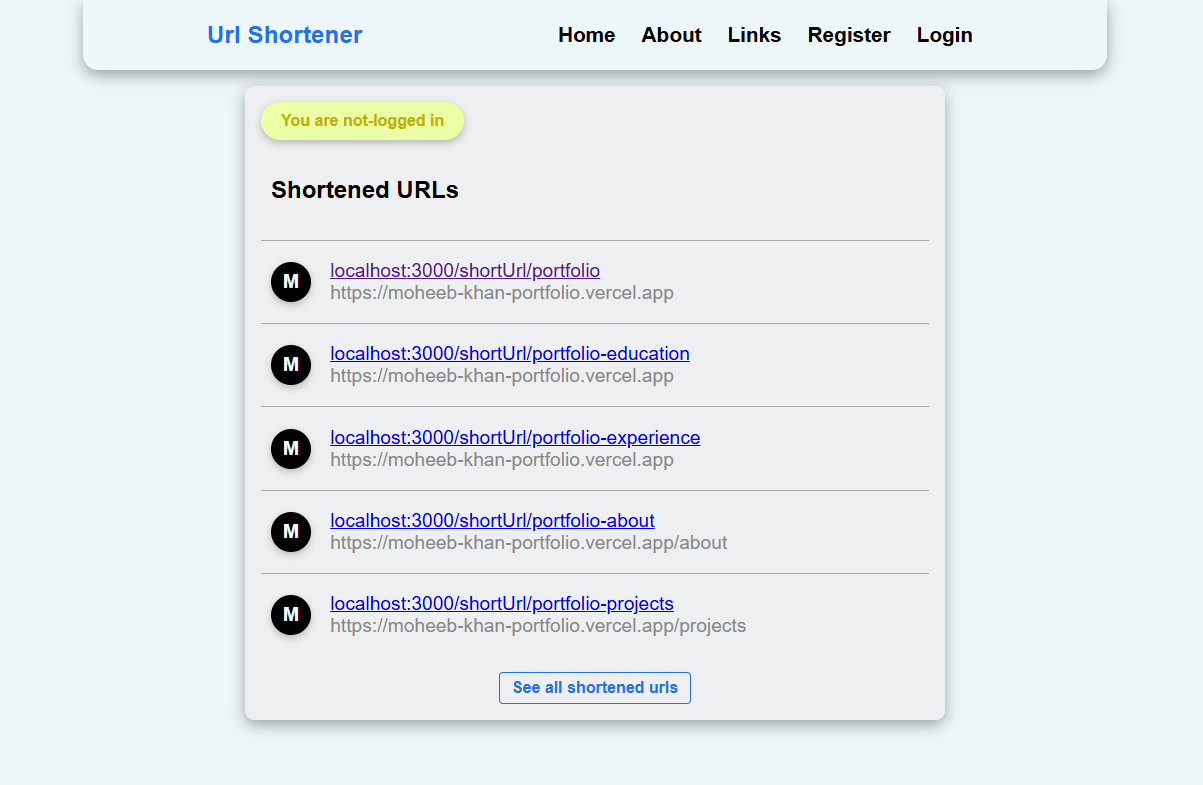 Url Shortener Home About Links Register Login
You are not-logged in
Shortened URLs
M localhost:3000/shortUrl/portfolio
https://moheeb-khan-portfolio.vercel.app
M localhost:3000/shortUrl/portfolio-education
https://moheeb-khan-portfolio.vercel.app
M localhost:3000/shortUrl/portfolio-experience
https://moheeb-khan-portfolio.vercel.app
M localhost:3000/shortUrl/portfolio-about
https://moheeb-khan-portfolio.vercel.app/about
M localhost:3000/shortUrl/portfolio-projects
https://moheeb-khan-portfolio.vercel.app/projects
See all shortened urls